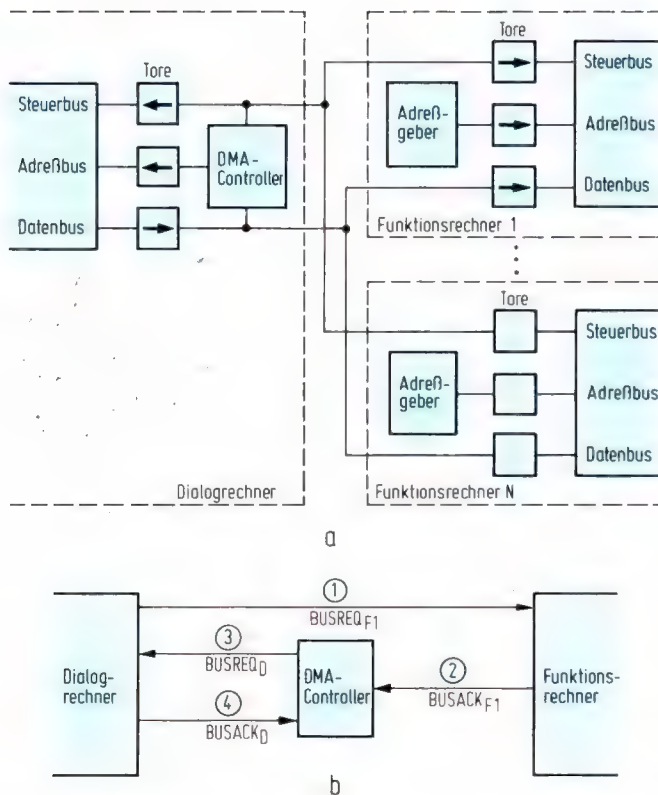 Tore
Steuerbus
Adreßbus
Datenbus
DMA-
Controller
Dialogrechner
Tore
Adreß-
geber
Steuerbus
Adreßbus
Datenbus
Funktionsrechner 1
Tore
Adreß-
geber
Steuerbus
Adreßbus
Datenbus
Funktionsrechner N
a
1
BUSREQF1
3
BUSREQD
Dialog-
rechner
4
BUSACKD
DMA-
Controller
2
BUSACKF1
Funktions-
rechner
b